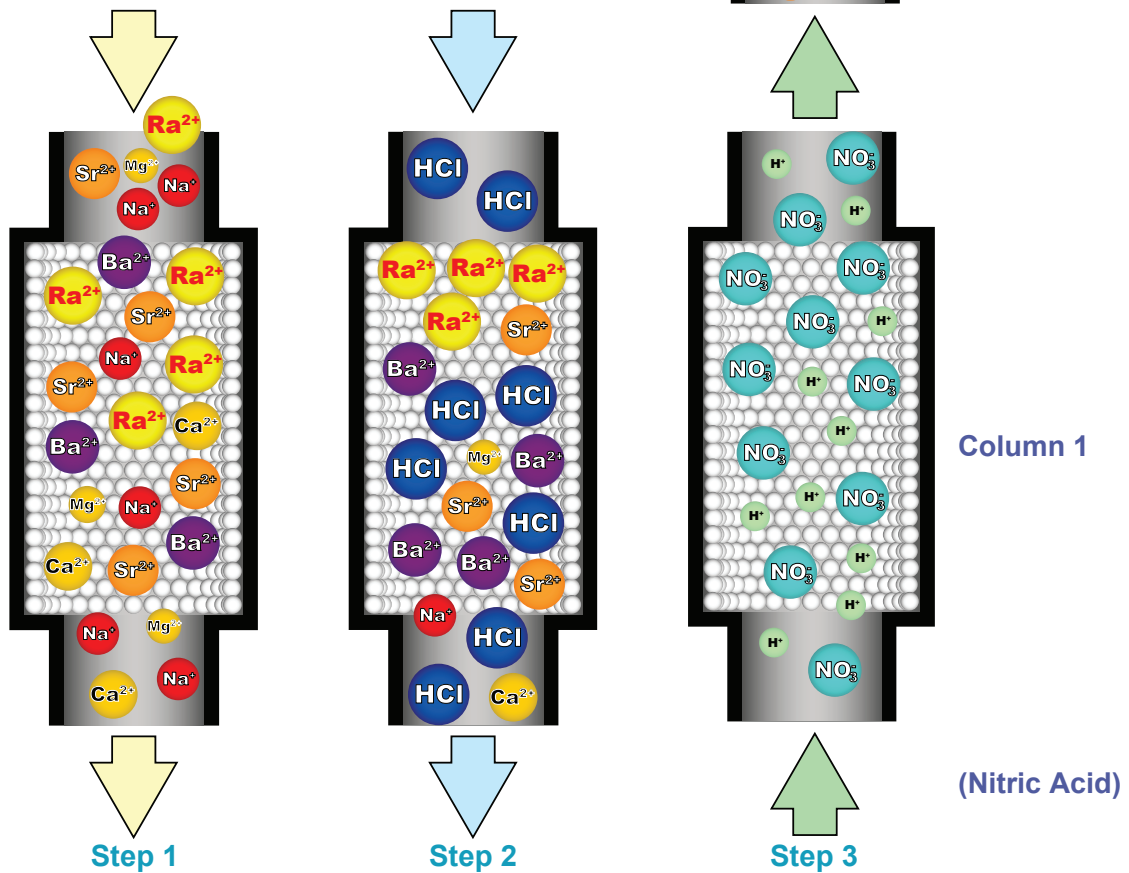 Ra²⁺
Sr²⁺
Mg²⁺
Na⁺
Na⁺
Ba²⁺
Ra²⁺
Ra²⁺
Sr²⁺
Na⁺
Ra²⁺
Sr²⁺
Ra²⁺
Ca²⁺
Ba²⁺
Sr²⁺
Mg²⁺
Na⁺
Ba²⁺
Ca²⁺
Sr²⁺
Na⁺
Mg²⁺
Na⁺
Ca²⁺
Step 1
HCl
HCl
Ra²⁺
Ra²⁺
Ra²⁺
Ra²⁺
Sr²⁺
Ba²⁺
HCl
HCl
HCl
Mg²⁺
Ba²⁺
Sr²⁺
HCl
Ba²⁺
Ba²⁺
Sr²⁺
Na⁺
HCl
HCl
Ca²⁺
Step 2
H⁺
NO₃⁻
NO₃⁻
H⁺
NO₃⁻
NO₃⁻
NO₃⁻
H⁺
NO₃⁻
H⁺
NO₃⁻
H⁺
NO₃⁻
H⁺
NO₃⁻
H⁺
H⁺
NO₃⁻
H⁺
H⁺
NO₃⁻
Step 3
Column 1
(Nitric Acid)